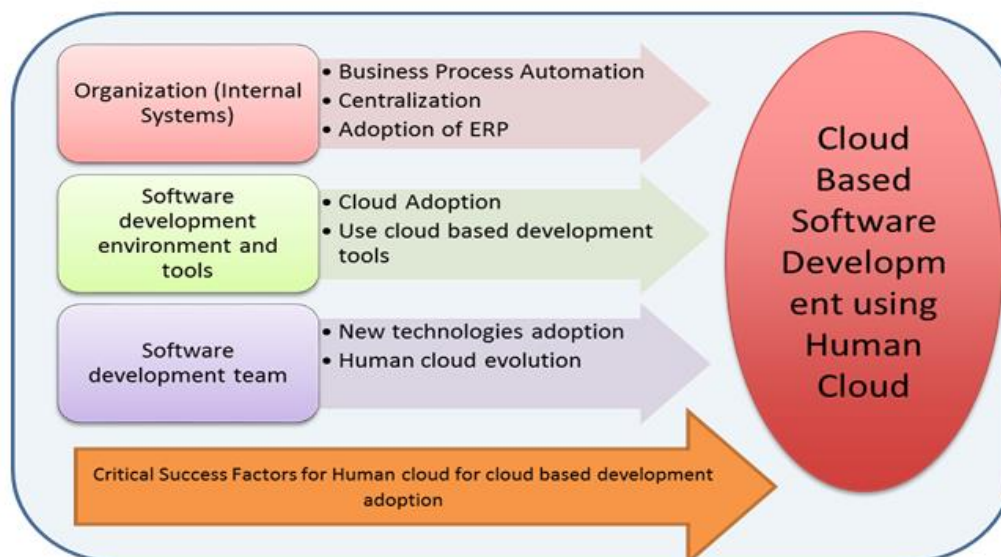 Organization (Internal
Systems)
• Business Process Automation
• Centralization
• Adoption of ERP
Software
development
environment and
tools
• Cloud Adoption
• Use cloud based development
tools
Software
development team
• New technologies adoption
• Human cloud evolution
Cloud
Based
Software
Developm
ent using
Human
Cloud
Critical Success Factors for Human cloud for cloud based development
adoption